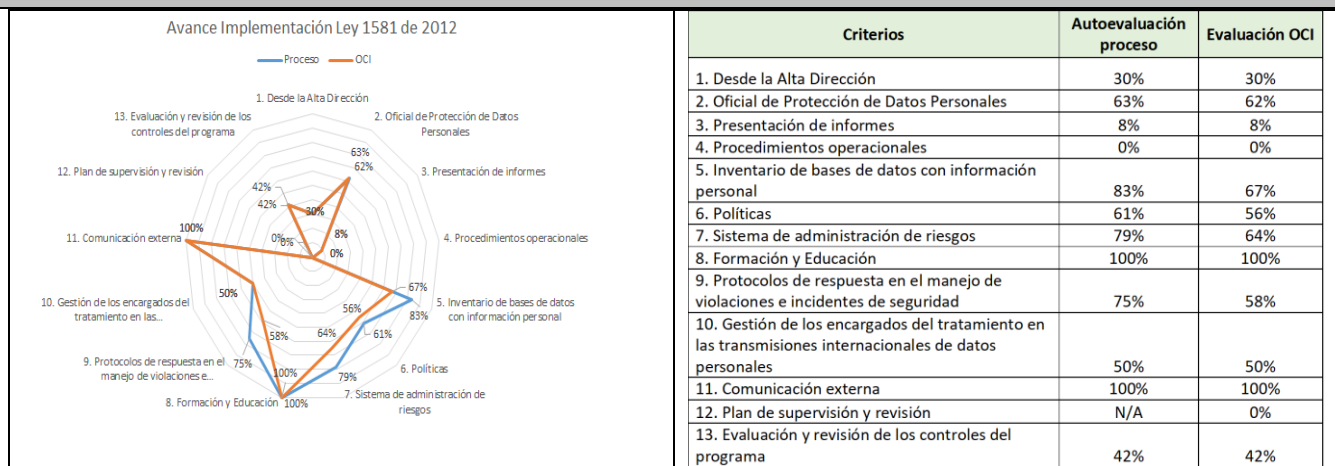 Avance Implementación Ley 1581 de 2012
Proceso OCI
1. Desde la Alta Dirección
13. Evaluación y revisión de los
controles del programa
2. Oficial de Protección de Datos
Personales
63%
62%
12. Plan de supervisión y revisión
3. Presentación de informes
42%
42%
30%
100%
0%
8%
11. Comunicación externa
4. Procedimientos operacionales
0%
67%
50%
56%
83%
10. Gestión de los encargados del
tratamiento en las...
5. Inventario de bases de datos
con información personal
58%
64%
61%
9. Protocolos de respuesta en el
manejo de violaciones e...
75%
100%
79%
6. Políticas
8. Formación y Educación
100%
7. Sistema de administración de
riesgos
Criterios Autoevaluación
proceso Evaluación OCI
1. Desde la Alta Dirección 30% 30%
2. Oficial de Protección de Datos Personales 63% 62%
3. Presentación de informes 8% 8%
4. Procedimientos operacionales 0% 0%
5. Inventario de bases de datos con información
personal 83% 67%
6. Políticas 61% 56%
7. Sistema de administración de riesgos 79% 64%
8. Formación y Educación 100% 100%
9. Protocolos de respuesta en el manejo de
violaciones e incidentes de seguridad 75% 58%
10. Gestión de los encargados del tratamiento en
las transmisiones internacionales de datos
personales 50% 50%
11. Comunicación externa 100% 100%
12. Plan de supervisión y revisión N/A 0%
13. Evaluación y revisión de los controles del
programa 42% 42%